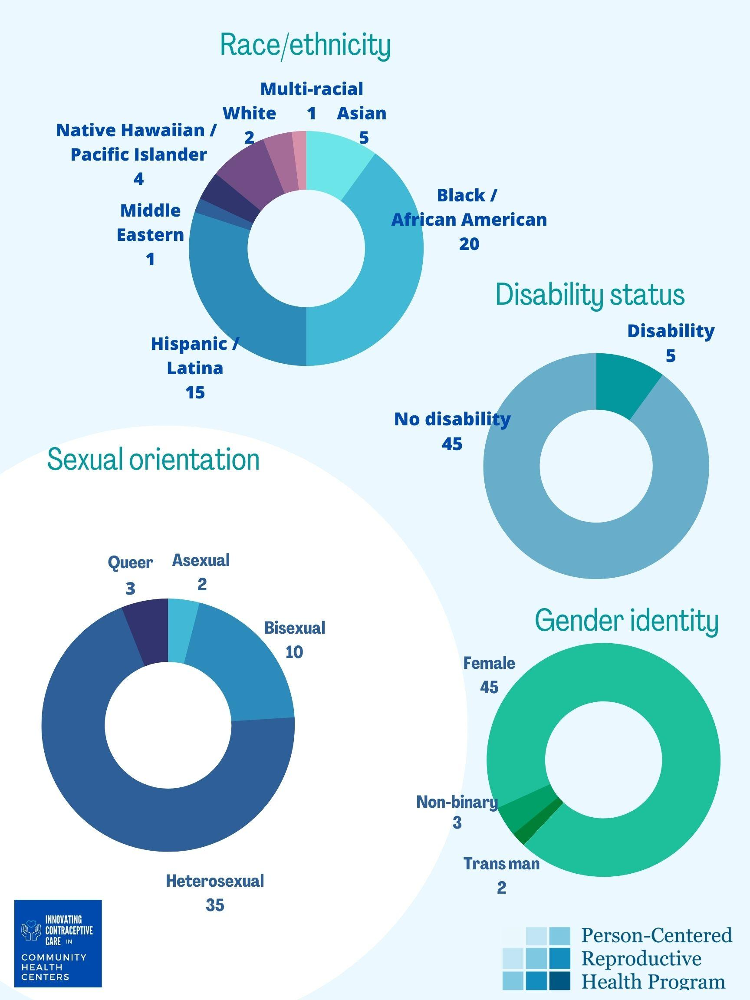 Race/ethnicity
Multi-racial
1
White
2
Asian
5
Native Hawaiian /
Pacific Islander
4
Black /
African American
20
Middle
Eastern
1
Hispanic /
Latina
15
Disability status
Disability
5
No disability
45
Sexual orientation
Queer
3
Asexual
2
Bisexual
10
Heterosexual
35
Gender identity
Female
45
Non-binary
3
Trans man
2
INNOVATING
CONTRACEPTIVE
CARE IN
COMMUNITY
HEALTH
CENTERS
Person-Centered
Reproductive
Health Program